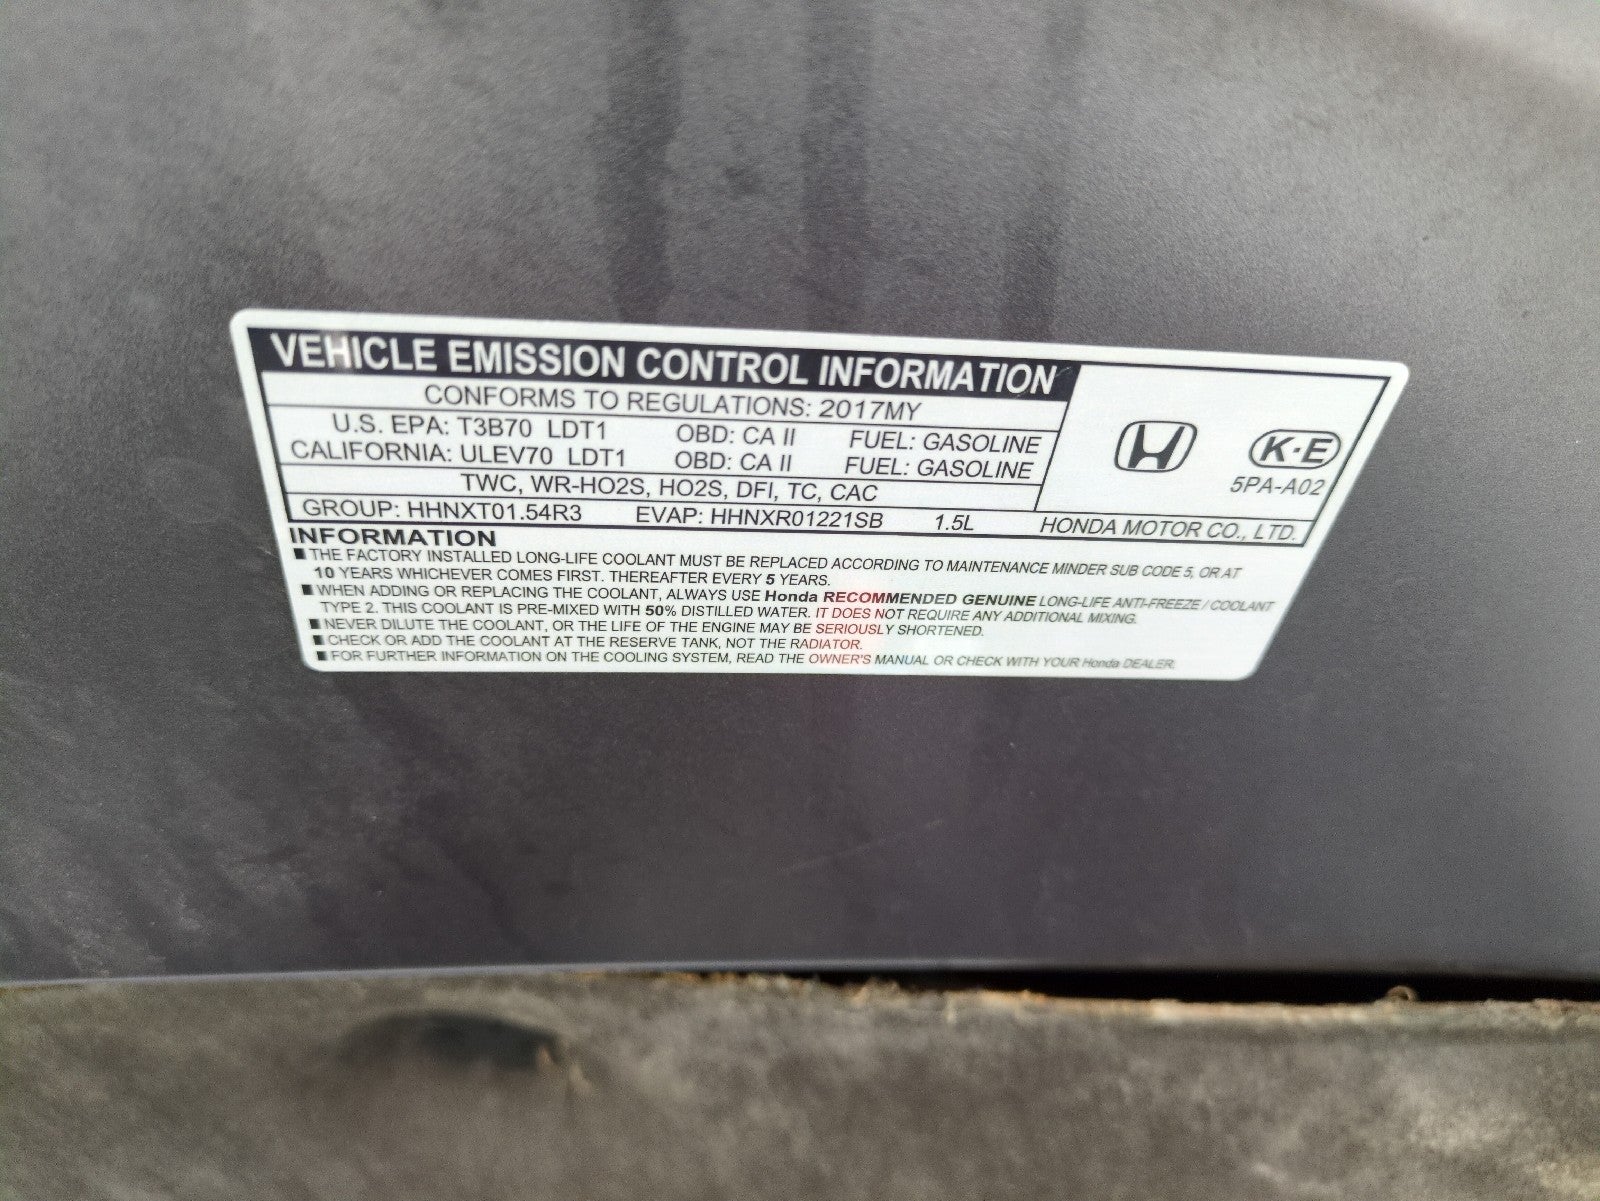 VEHICLE EMISSION CONTROL INFORMATION
CONFORMS TO REGULATIONS: 2017MY
U.S. EPA: T3B70 LDT1 OBD: CA II FUEL: GASOLINE
CALIFORNIA: ULEV70 LDT1 OBD: CA II FUEL: GASOLINE
TWC, WR-HO2S, HO2S, DFI, TC, CAC
GROUP: HHNXT01.54R3 EVAP: HHNXR01221SB 1.5L HONDA MOTOR CO., LTD.
K·E
5PA-A02
INFORMATION
■ THE FACTORY INSTALLED LONG-LIFE COOLANT MUST BE REPLACED ACCORDING TO MAINTENANCE MINDER SUB CODE 5, OR AT
10 YEARS WHICHEVER COMES FIRST. THEREAFTER EVERY 5 YEARS.
■ WHEN ADDING OR REPLACING THE COOLANT, ALWAYS USE Honda RECOMMENDED GENUINE LONG-LIFE ANTI-FREEZE / COOLANT
TYPE 2. THIS COOLANT IS PRE-MIXED WITH 50% DISTILLED WATER. IT DOES NOT REQUIRE ANY ADDITIONAL MIXING.
■ NEVER DILUTE THE COOLANT, OR THE LIFE OF THE ENGINE MAY BE SERIOUSLY SHORTENED.
■ CHECK OR ADD THE COOLANT AT THE RESERVE TANK, NOT THE RADIATOR.
■ FOR FURTHER INFORMATION ON THE COOLING SYSTEM, READ THE OWNER'S MANUAL OR CHECK WITH YOUR Honda DEALER.